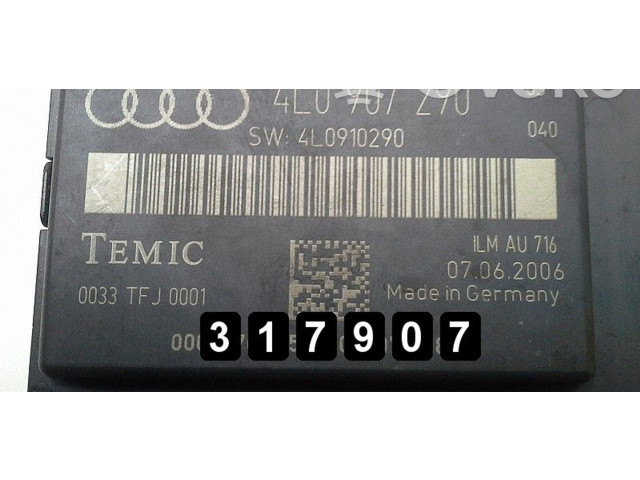 4L0 907 290
SW: 4L0910290
040
TEMIC
ILM AU 716
07.06.2006
0033 TFJ 0001
Made in Germany
317907